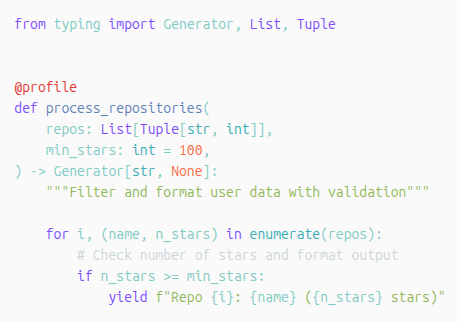 from typing import Generator, List, Tuple
@profile
def process_repositories(
    repos: List[Tuple[str, int]],
    min_stars: int = 100,
) -> Generator[str, None]:
    """Filter and format user data with validation"""
    for i, (name, n_stars) in enumerate(repos):
        # Check number of stars and format output
        if n_stars >= min_stars:
            yield f"Repo {i}: {name} ({n_stars} stars)"